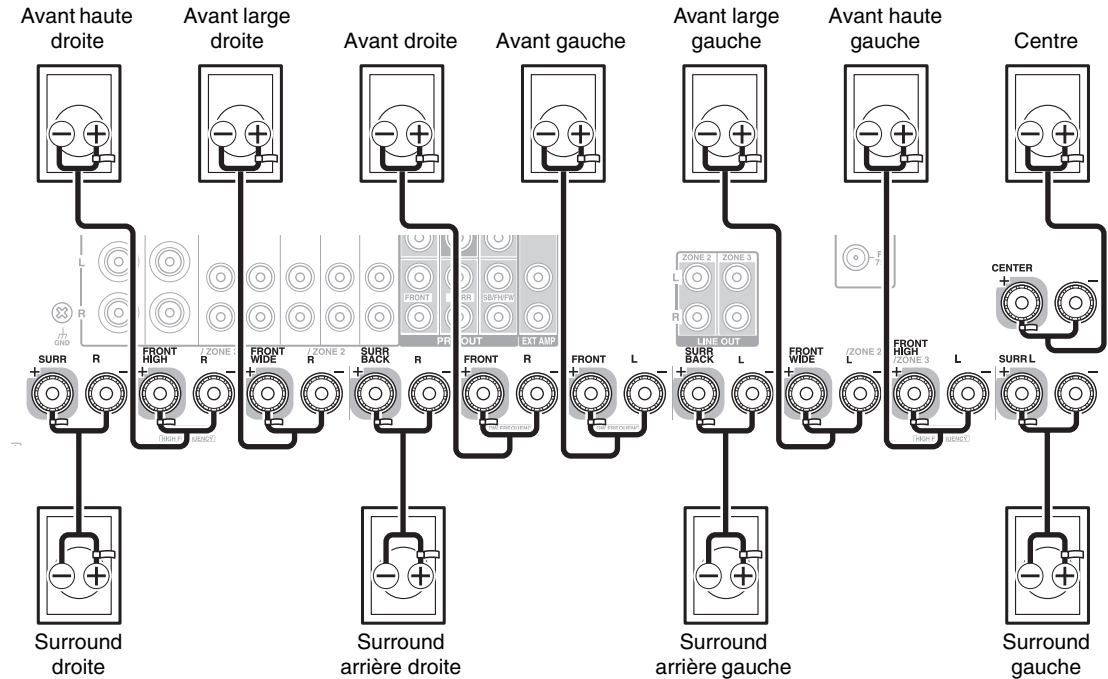 Avant haute
droite
Avant large
droite
Avant droite
Avant gauche
Avant large
gauche
Avant haute
gauche
Centre
L
R
GND
FRONT
SB/FH/FW
EXT AMP
ZONE 2 ZONE 3
L
R
LINE OUT
CENTER
+ −
SURR R
+ −
FRONT
HIGH R
+ −
FRONT
WIDE /ZONE 2
R
+ −
SURR
BACK R
+ −
FRONT R
+ −
FRONT L
+ −
SURR
BACK L
+ −
FRONT
WIDE /ZONE 2
L
+ −
FRONT
HIGH
/ZONE 3 L
+ −
SURR L
+ −
Surround
droite
Surround
arrière droite
Surround
arrière gauche
Surround
gauche